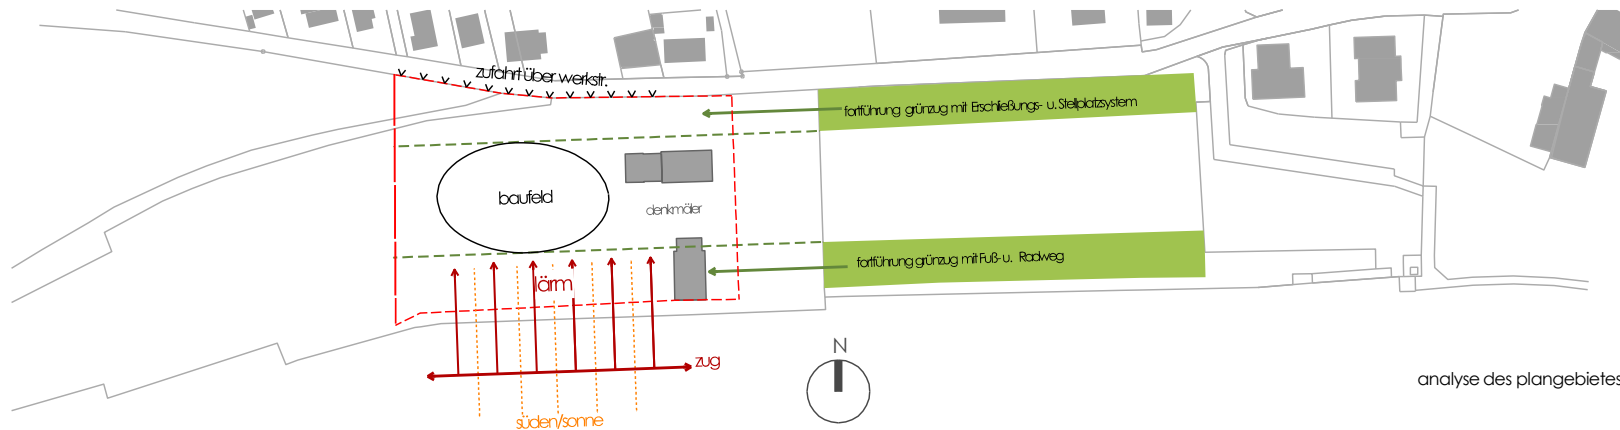 zufahrt über werkstr.
fortführung grünzug mit Erschließungs- u. Stellplatzsystem
baufeld
denkmäler
fortführung grünzug mit Fuß- u. Radweg
lärm
zug
süden/sonne
N
analyse des plangebietes